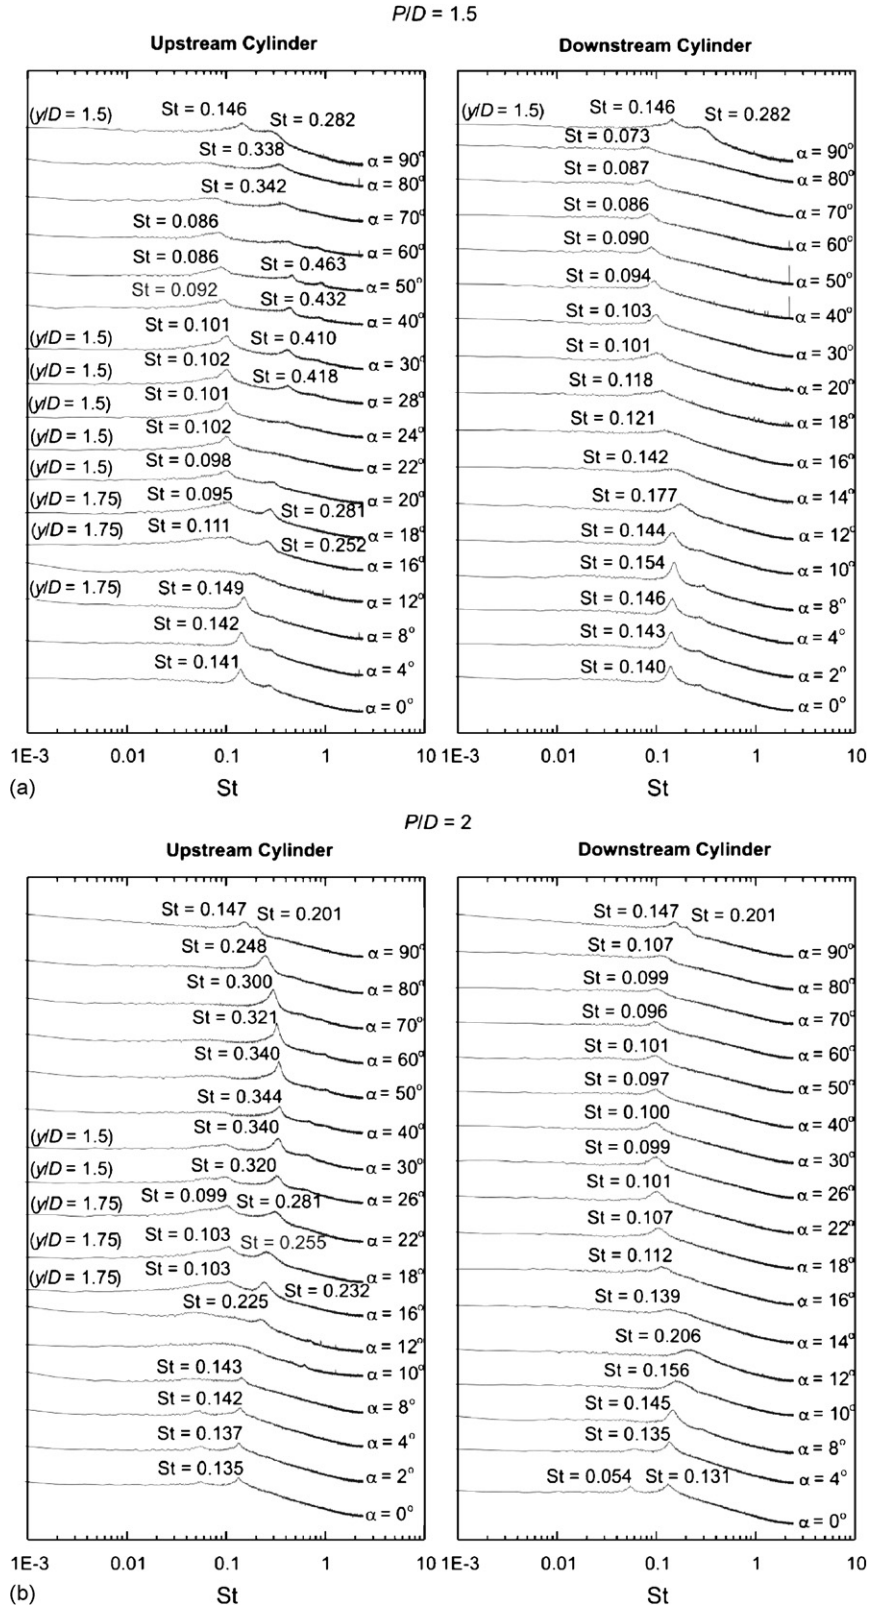 P/D = 1.5
Upstream Cylinder
(y/D = 1.5)
St = 0.146
St = 0.282
α = 90°
St = 0.338
α = 80°
St = 0.342
α = 70°
St = 0.086
α = 60°
St = 0.086
St = 0.463
α = 50°
St = 0.092
St = 0.432
α = 40°
(y/D = 1.5)
St = 0.101
St = 0.410
α = 30°
(y/D = 1.5)
St = 0.102
St = 0.418
α = 28°
(y/D = 1.5)
St = 0.101
α = 24°
(y/D = 1.5)
St = 0.102
α = 22°
(y/D = 1.5)
St = 0.098
α = 20°
(y/D = 1.75)
St = 0.095
St = 0.281
α = 18°
(y/D = 1.75)
St = 0.111
St = 0.252
α = 16°
α = 12°
(y/D = 1.75)
St = 0.149
α = 8°
St = 0.142
α = 4°
St = 0.141
α = 0°
1E-3 0.01 0.1 1 10
St
Downstream Cylinder
(y/D = 1.5)
St = 0.146
St = 0.282
α = 90°
St = 0.073
α = 80°
St = 0.087
α = 70°
St = 0.086
α = 60°
St = 0.090
α = 50°
St = 0.094
α = 40°
St = 0.103
α = 30°
St = 0.101
α = 20°
St = 0.118
α = 18°
St = 0.121
α = 16°
St = 0.142
α = 14°
St = 0.177
α = 12°
St = 0.144
α = 10°
St = 0.154
α = 8°
St = 0.146
α = 4°
St = 0.143
α = 2°
St = 0.140
α = 0°
1E-3 0.01 0.1 1 10
St
(a)
P/D = 2
Upstream Cylinder
St = 0.147
St = 0.201
α = 90°
St = 0.248
α = 80°
St = 0.300
α = 70°
St = 0.321
α = 60°
St = 0.340
α = 50°
St = 0.344
α = 40°
(y/D = 1.5)
St = 0.340
α = 30°
(y/D = 1.5)
St = 0.320
α = 26°
(y/D = 1.75)
St = 0.099
St = 0.281
α = 22°
(y/D = 1.75)
St = 0.103
St = 0.255
α = 18°
(y/D = 1.75)
St = 0.103
St = 0.232
α = 16°
St = 0.225
α = 12°
α = 10°
St = 0.143
α = 8°
St = 0.142
α = 4°
St = 0.137
α = 2°
St = 0.135
α = 0°
1E-3 0.01 0.1 1 10
St
Downstream Cylinder
St = 0.147
St = 0.201
α = 90°
St = 0.107
α = 80°
St = 0.099
α = 70°
St = 0.096
α = 60°
St = 0.101
α = 50°
St = 0.097
α = 40°
St = 0.100
α = 30°
St = 0.099
α = 26°
St = 0.101
α = 22°
St = 0.107
α = 18°
St = 0.112
α = 16°
St = 0.139
α = 14°
St = 0.206
α = 12°
St = 0.156
α = 10°
St = 0.145
α = 8°
St = 0.135
α = 4°
St = 0.054
St = 0.131
α = 0°
1E-3 0.01 0.1 1 10
St
(b)